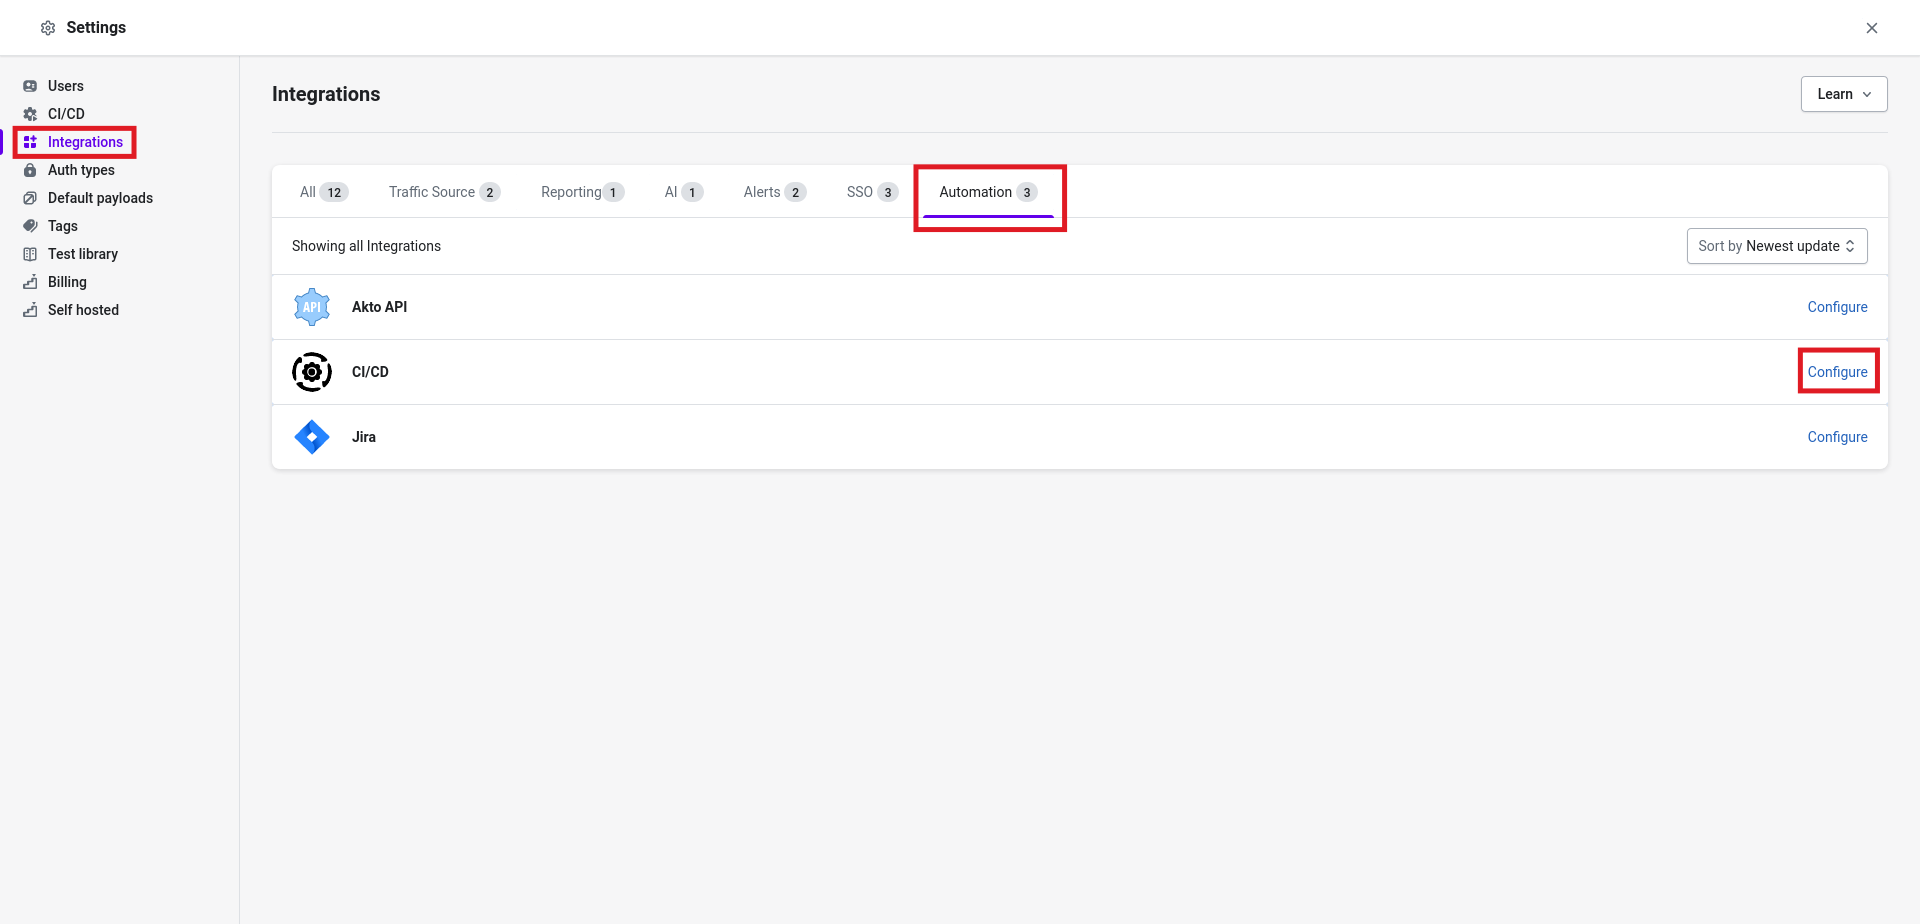 Settings
Users
CI/CD
Integrations
Auth types
Default payloads
Tags
Test library
Billing
Self hosted
Integrations
Learn
All 12 Traffic Source 2 Reporting 1 AI 1 Alerts 2 SSO 3 Automation 3
Showing all Integrations
Sort by Newest update
API Akto API Configure
CI/CD Configure
Jira Configure